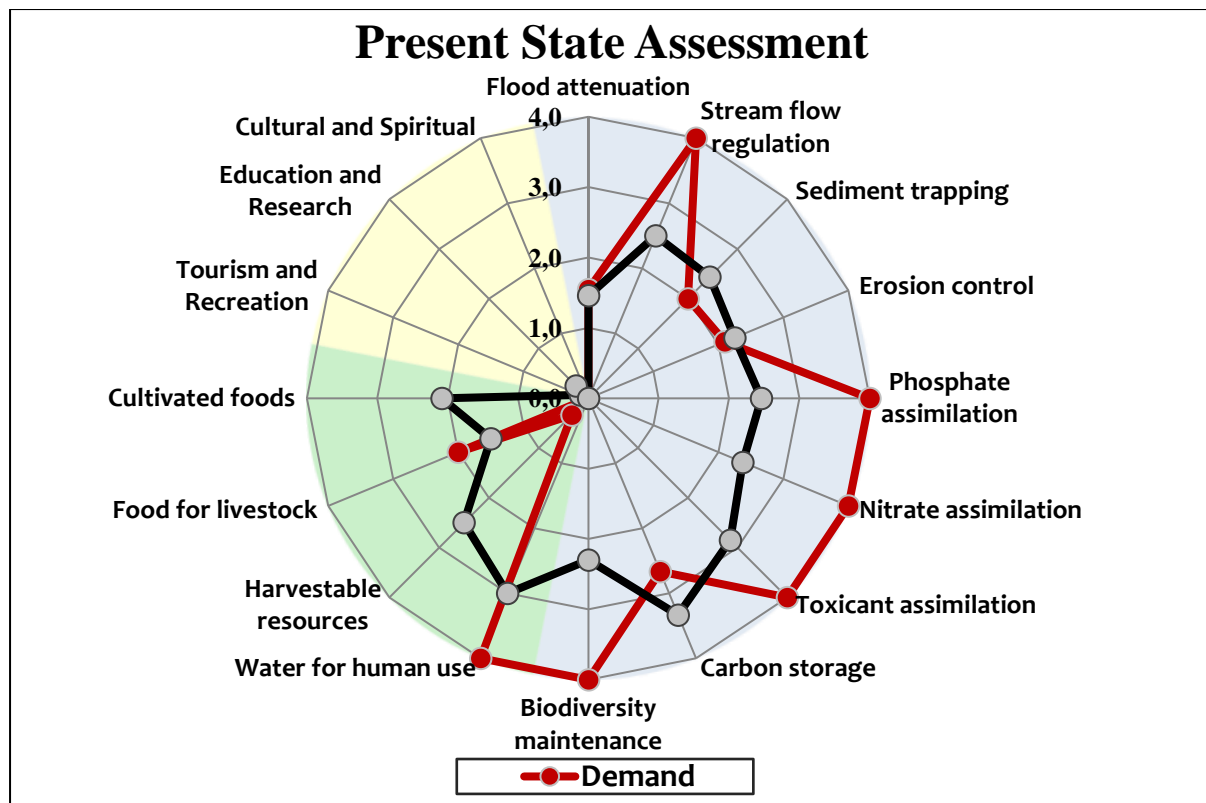 Present State Assessment
Flood attenuation
Stream flow
regulation
Sediment trapping
Erosion control
Phosphate
assimilation
Nitrate assimilation
Toxicant assimilation
Carbon storage
Biodiversity
maintenance
Water for human use
Harvestable
resources
Food for livestock
Cultivated foods
Tourism and
Recreation
Education and
Research
Cultural and Spiritual
4,0
3,0
2,0
1,0
0,0
Demand